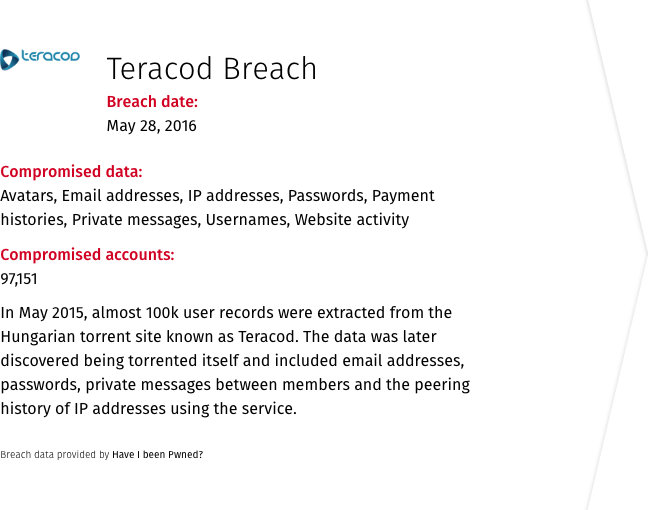 teracod
Teracod Breach
Breach date:
May 28, 2016
Compromised data:
Avatars, Email addresses, IP addresses, Passwords, Payment
histories, Private messages, Usernames, Website activity
Compromised accounts:
97,151
In May 2015, almost 100k user records were extracted from the
Hungarian torrent site known as Teracod. The data was later
discovered being torrented itself and included email addresses,
passwords, private messages between members and the peering
history of IP addresses using the service.
Breach data provided by Have I been Pwned?